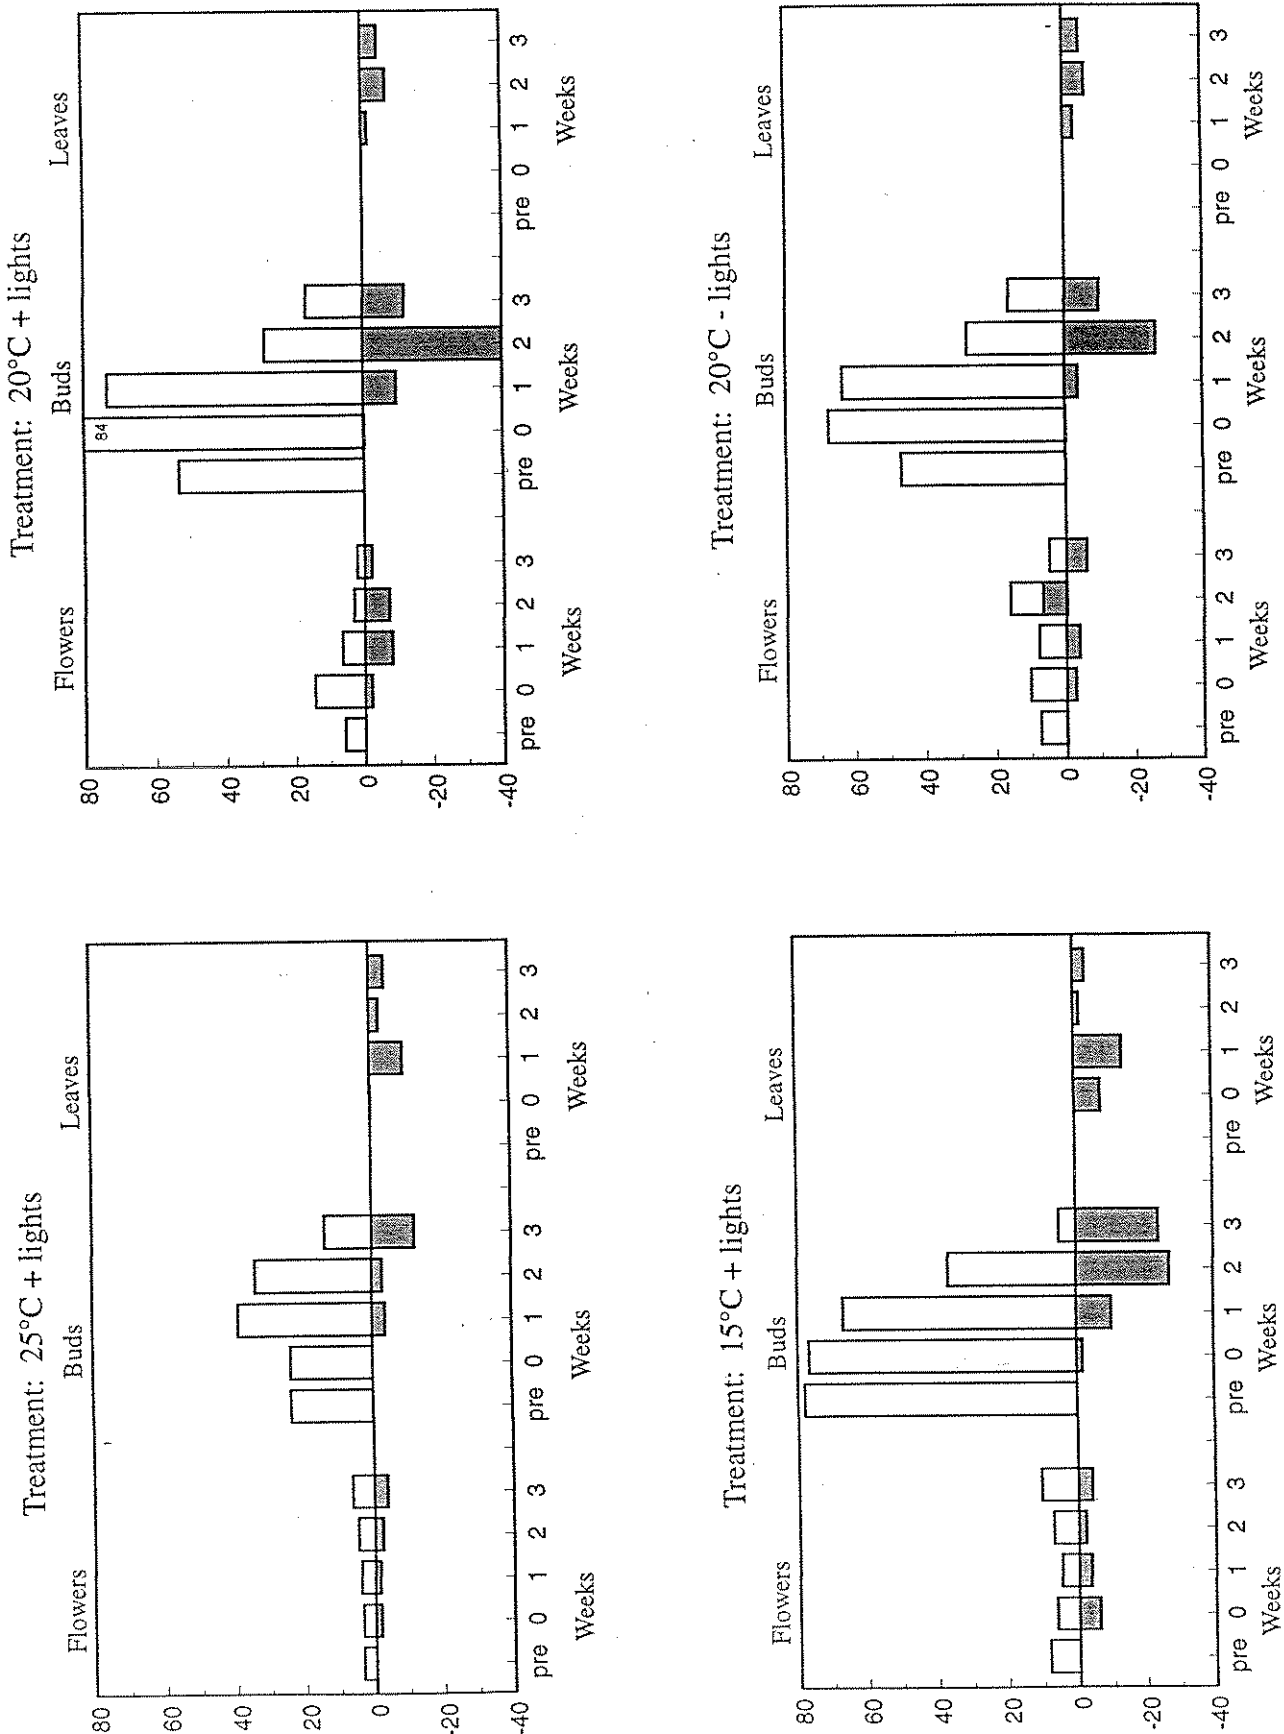 Treatment: 25°C + lights
Flowers Buds Leaves
80
60
40
20
0
-20
-40
pre 0 1 2 3 pre 0 1 2 3 pre 0 1 2 3
Weeks Weeks Weeks
Treatment: 20°C + lights
Flowers Buds Leaves
80
84
60
40
20
0
-20
-40
pre 0 1 2 3 pre 0 1 2 3 pre 0 1 2 3
Weeks Weeks Weeks
Treatment: 15°C + lights
Flowers Buds Leaves
80
60
40
20
0
-20
-40
pre 0 1 2 3 pre 0 1 2 3 pre 0 1 2 3
Weeks Weeks Weeks
Treatment: 20°C - lights
Flowers Buds Leaves
80
60
40
20
0
-20
-40
pre 0 1 2 3 pre 0 1 2 3 pre 0 1 2 3
Weeks Weeks Weeks